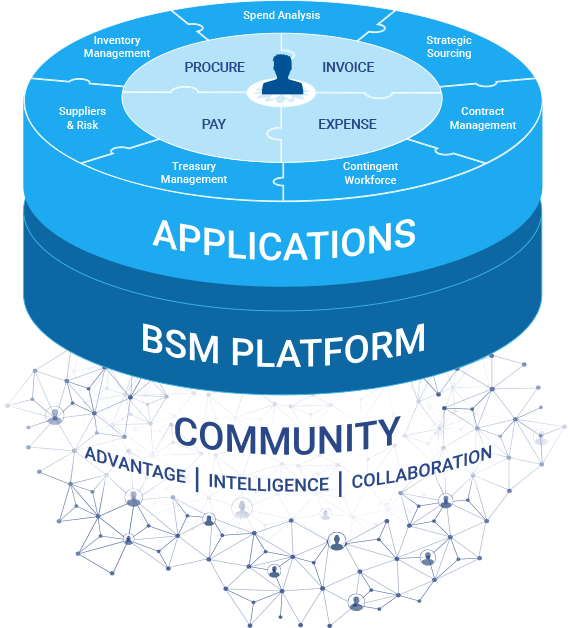 Spend Analysis
Inventory
Management
Strategic
Sourcing
PROCURE
INVOICE
Suppliers
& Risk
Contract
Management
PAY
EXPENSE
Treasury
Management
Contingent
Workforce
APPLICATIONS
BSM PLATFORM
COMMUNITY
ADVANTAGE | INTELLIGENCE | COLLABORATION